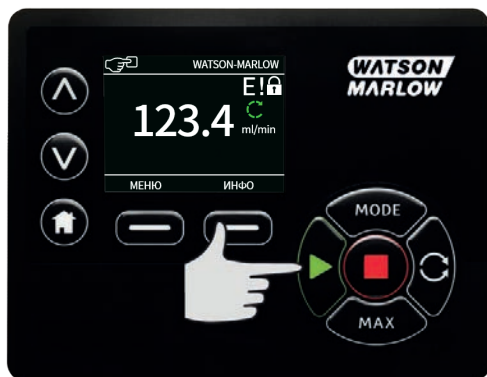 WATSON-MARLOW
E!
123.4
ml/min
МЕНЮ ИНФО
WATSON
MARLOW
MODE
MAX